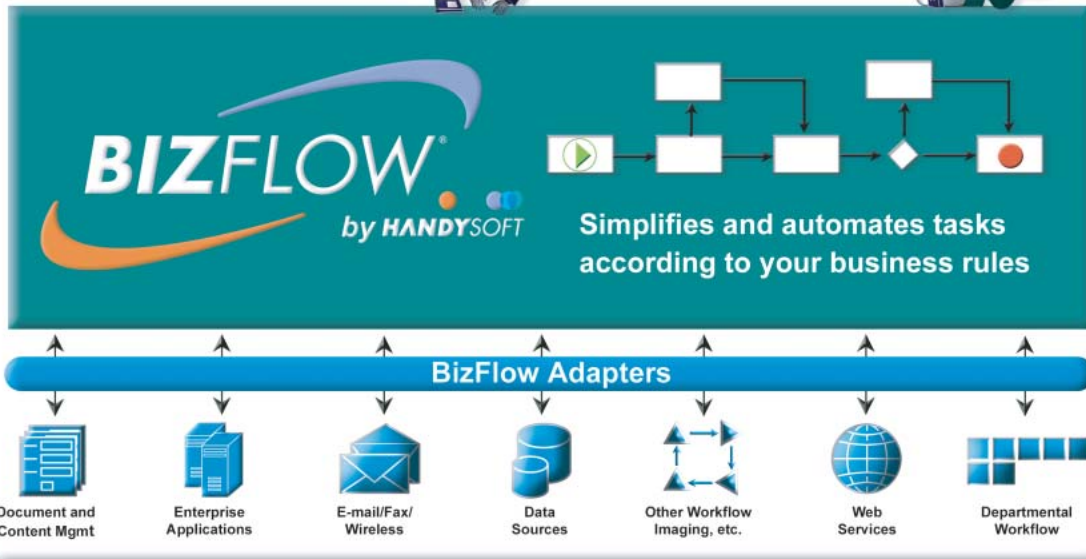 BIZFLOW®
by HANDYSOFT
Simplifies and automates tasks
according to your business rules
BizFlow Adapters
Document and
Content Mgmt
Enterprise
Applications
E-mail/Fax/
Wireless
Data
Sources
Other Workflow
Imaging, etc.
Web
Services
Departmental
Workflow